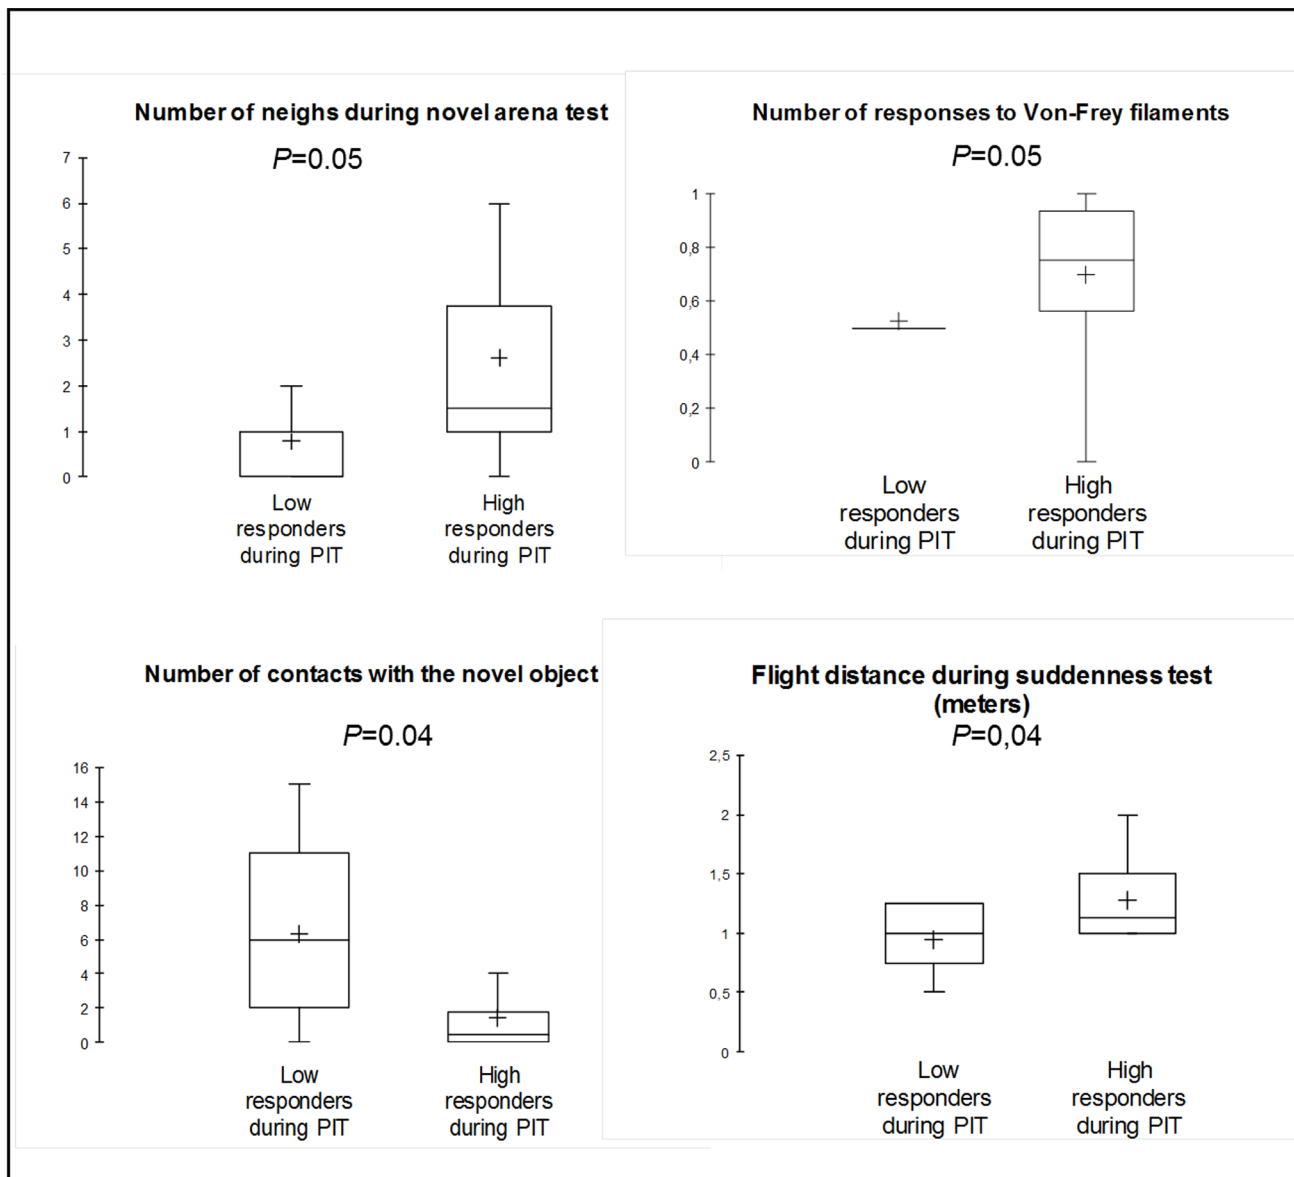 Number of neighs during novel arena test
P=0.05
7
6
5
4
3
2
1
0
Low
responders
during PIT
High
responders
during PIT
Number of responses to Von-Frey filaments
P=0.05
1
0,8
0,6
0,4
0,2
0
Low
responders
during PIT
High
responders
during PIT
Number of contacts with the novel object
P=0.04
16
14
12
10
8
6
4
2
0
Low
responders
during PIT
High
responders
during PIT
Flight distance during suddenness test
(meters)
P=0,04
2,5
2
1,5
1
0,5
0
Low
responders
during PIT
High
responders
during PIT